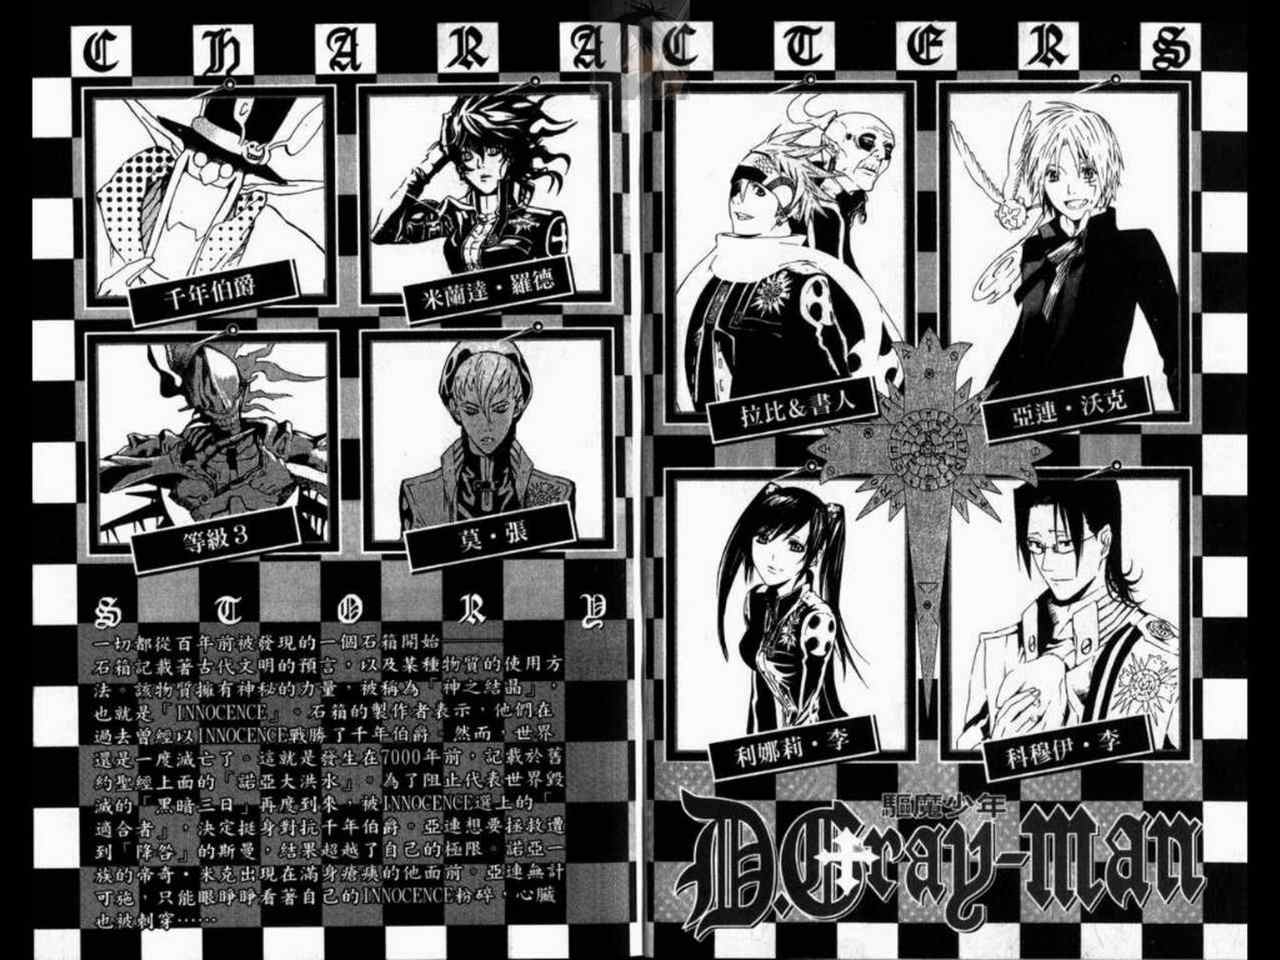 CHARACTERS
千年伯爵
米蘭達・羅德
拉比&書人
亞連・沃克
等級3
莫・張
利娜莉・李
科穆伊・李
STORY
一切都從百年前被發現的一個石箱開始———
石箱記載著古代文明的預言，以及某種物質的使用方
法。該物質擁有神秘的力量，被稱為「神之結晶」，
也就是「INNOCENCE」。石箱的製作者表示，他們在
過去曾經以INNOCENCE戰勝了千年伯爵。然而，世界
還是一度滅亡了。這就是發生在7000年前，記載於舊
約聖經上面的「諾亞大洪水」。為了阻止代表世界毀
滅的「黑暗三日」再度到來，被INNOCENCE選上的「
適合者」，決定挺身對抗千年伯爵。亞連想要拯救遭
到「降咎」的斯曼，結果超越了自己的極限。諾亞一
族的帝奇・米克出現在滿身瘡痍的他面前。亞連無計
可施，只能眼睜睜看著自己的INNOCENCE粉碎，心臟
也被刺穿……
驅魔少年
D.Gray-man